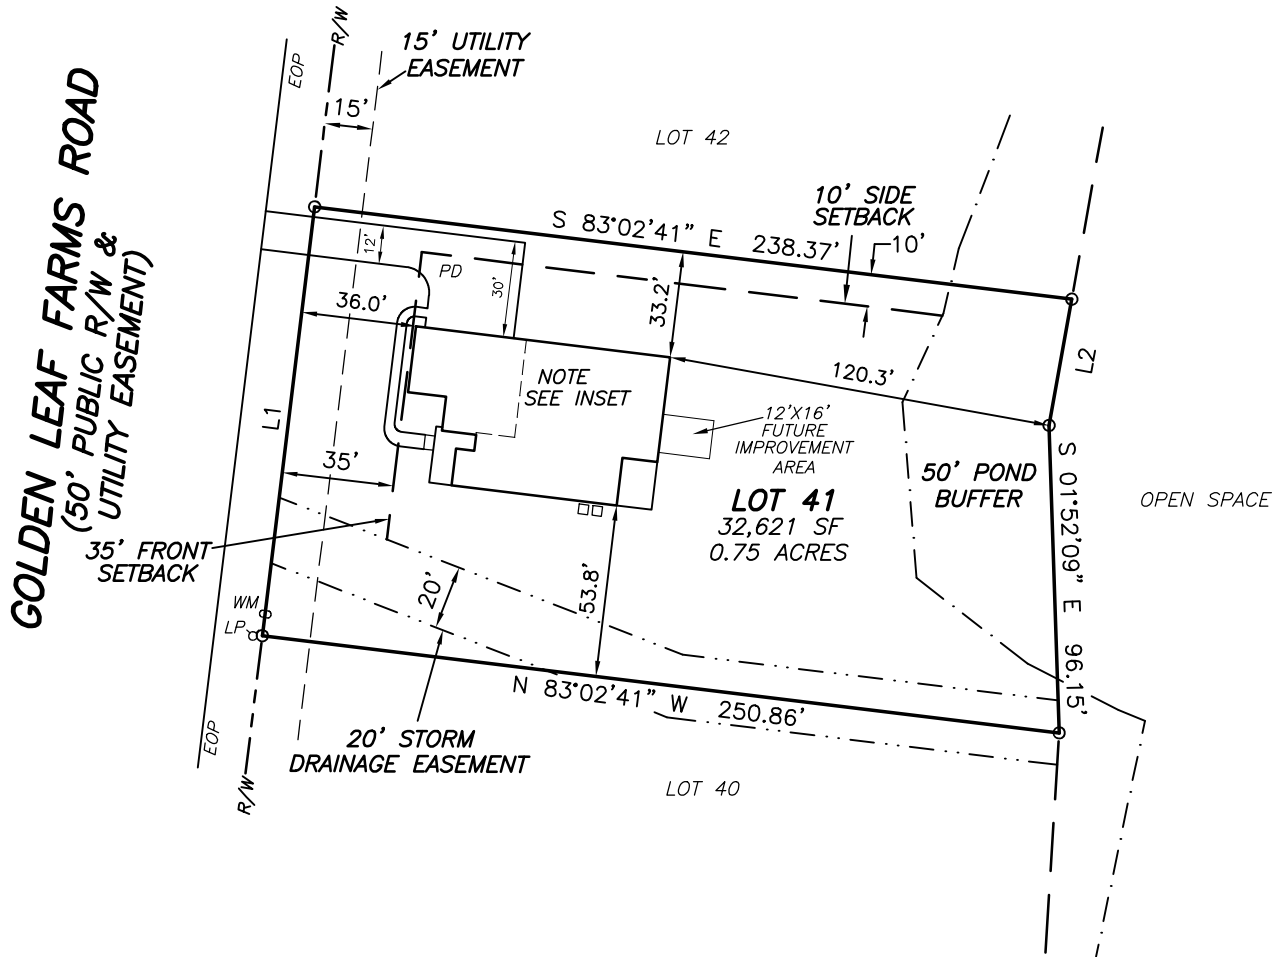 GOLDEN LEAF FARMS ROAD
(50' PUBLIC R/W &
UTILITY EASEMENT)
EOP
R/W
15' UTILITY
EASEMENT
15'
LOT 42
10' SIDE
SETBACK
S 83°02'41" E 238.37'
10'
12'
PD
30'
36.0'
33.2'
L2
120.3'
NOTE
SEE INSET
12'X16'
FUTURE
IMPROVEMENT
AREA
L1
35'
50' POND
BUFFER
S 01°52'09" E 96.15'
OPEN SPACE
LOT 41
32,621 SF
0.75 ACRES
35' FRONT
SETBACK
20'
53.8'
WM
LP
N 83°02'41" W 250.86'
EOP
R/W
20' STORM
DRAINAGE EASEMENT
LOT 40